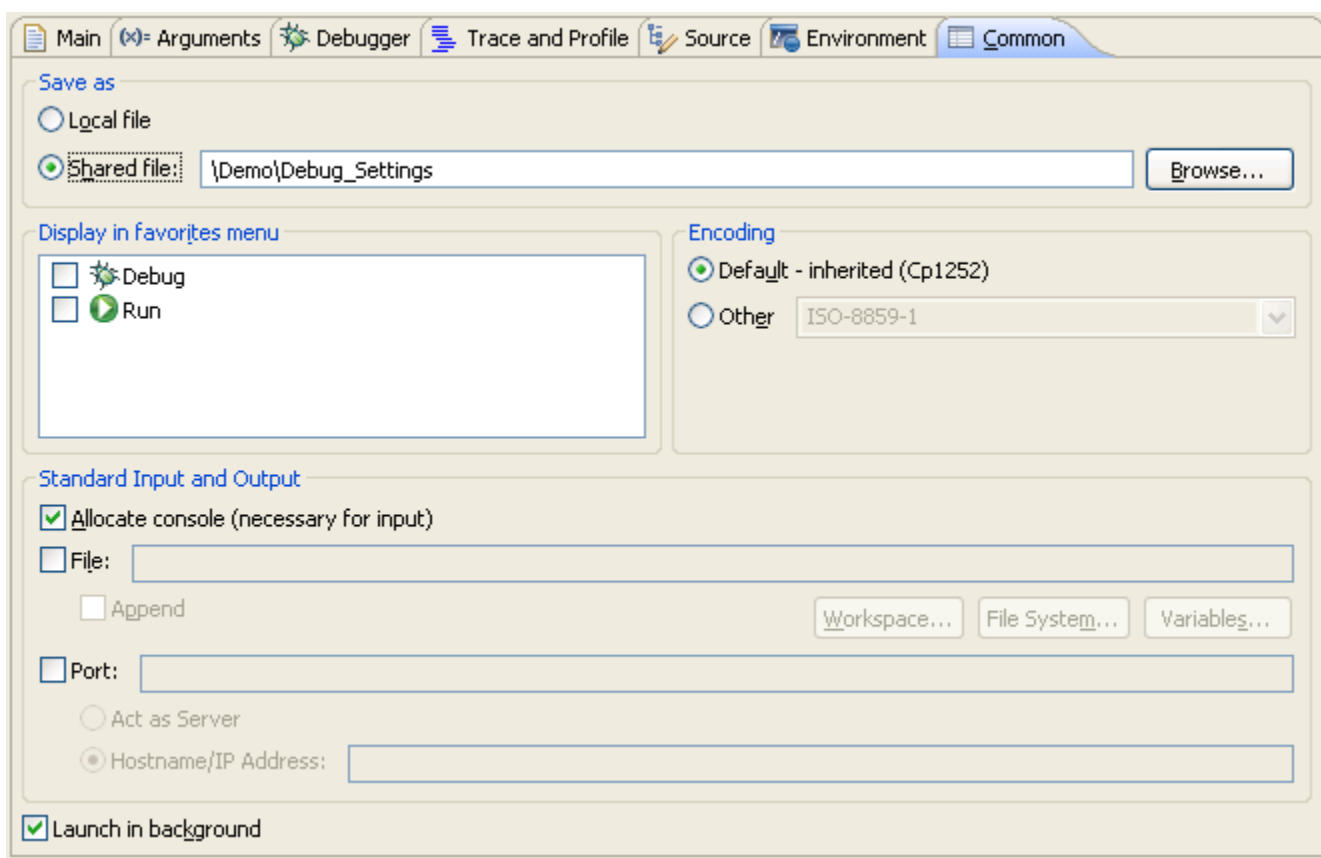 Main (x)= Arguments Debugger Trace and Profile Source Environment Common
Save as
Local file
Shared file: \Demo\Debug_Settings Browse...
Display in favorites menu Encoding
Debug Default - inherited (Cp1252)
Run Other ISO-8859-1
Standard Input and Output
Allocate console (necessary for input)
File:
Append Workspace... File System... Variables...
Port:
Act as Server
Hostname/IP Address:
Launch in background